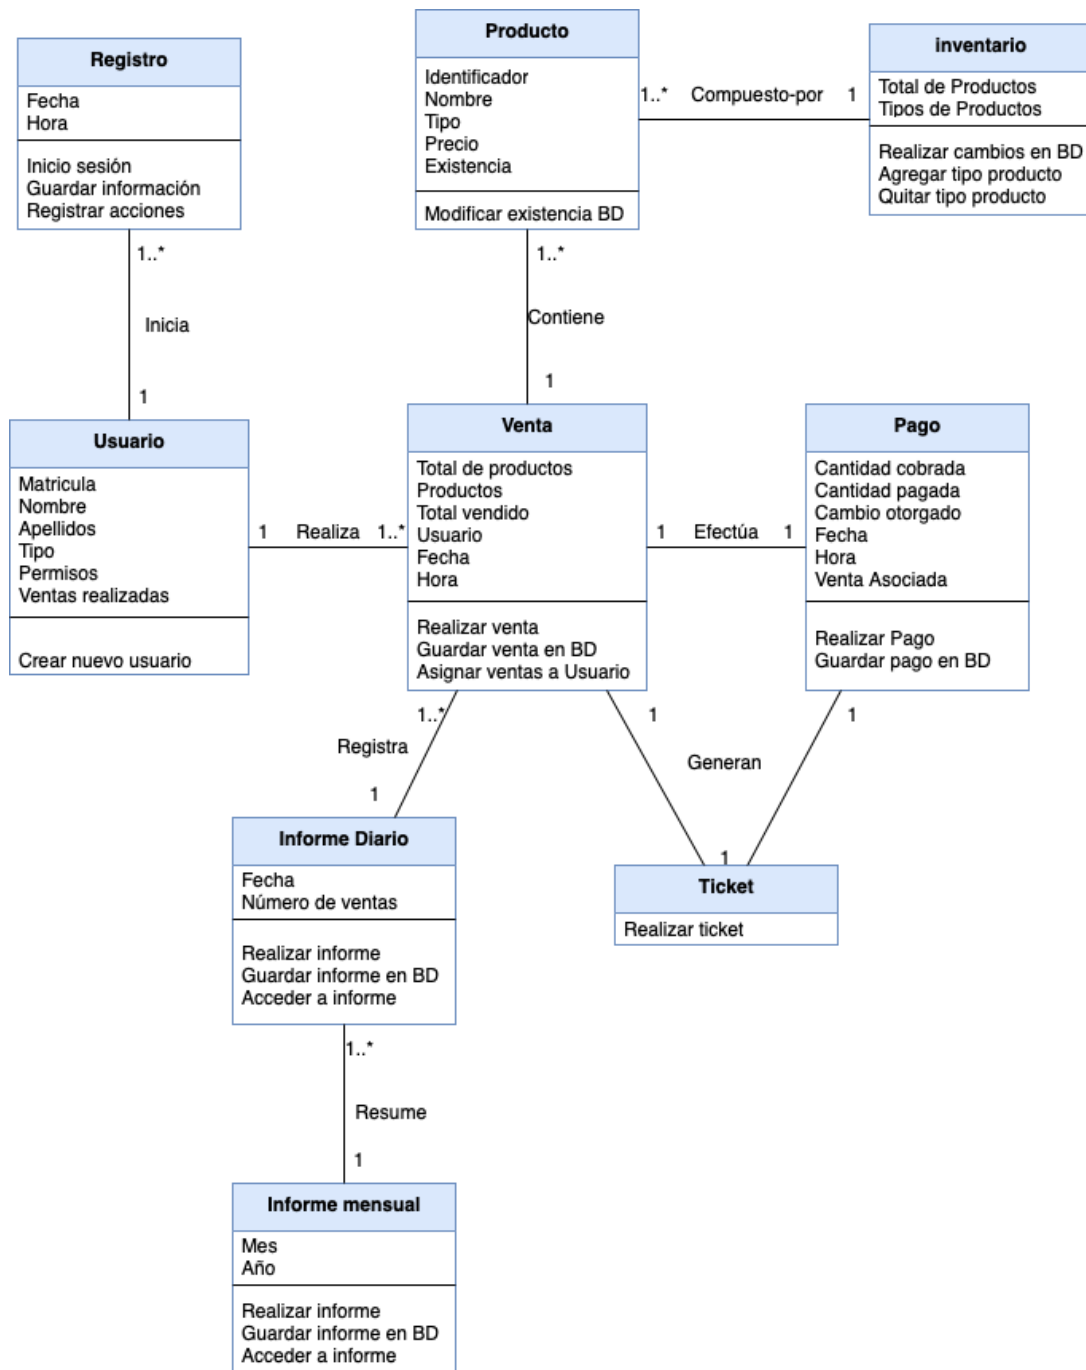 Registro
Fecha
Hora
Inicio sesión
Guardar información
Registrar acciones
Producto
Identificador
Nombre
Tipo
Precio
Existencia
Modificar existencia BD
1..* Compuesto-por 1
inventario
Total de Productos
Tipos de Productos
Realizar cambios en BD
Agregar tipo producto
Quitar tipo producto
1..*
Inicia
1
1..*
Contiene
1
Usuario
Matricula
Nombre
Apellidos
Tipo
Permisos
Ventas realizadas
Crear nuevo usuario
1 Realiza 1..*
Venta
Total de productos
Productos
Total vendido
Usuario
Fecha
Hora
Realizar venta
Guardar venta en BD
Asignar ventas a Usuario
1 Efectúa 1
Pago
Cantidad cobrada
Cantidad pagada
Cambio otorgado
Fecha
Hora
Venta Asociada
Realizar Pago
Guardar pago en BD
1..*
Registra
1
1
1
Generan
1
Informe Diario
Fecha
Número de ventas
Realizar informe
Guardar informe en BD
Acceder a informe
Ticket
Realizar ticket
1..*
Resume
1
Informe mensual
Mes
Año
Realizar informe
Guardar informe en BD
Acceder a informe